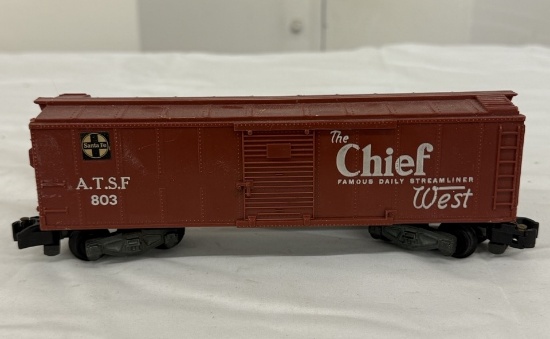 Santa Fe
A.T.S.F
803
The
Chief
FAMOUS DAILY STREAMLINER
West